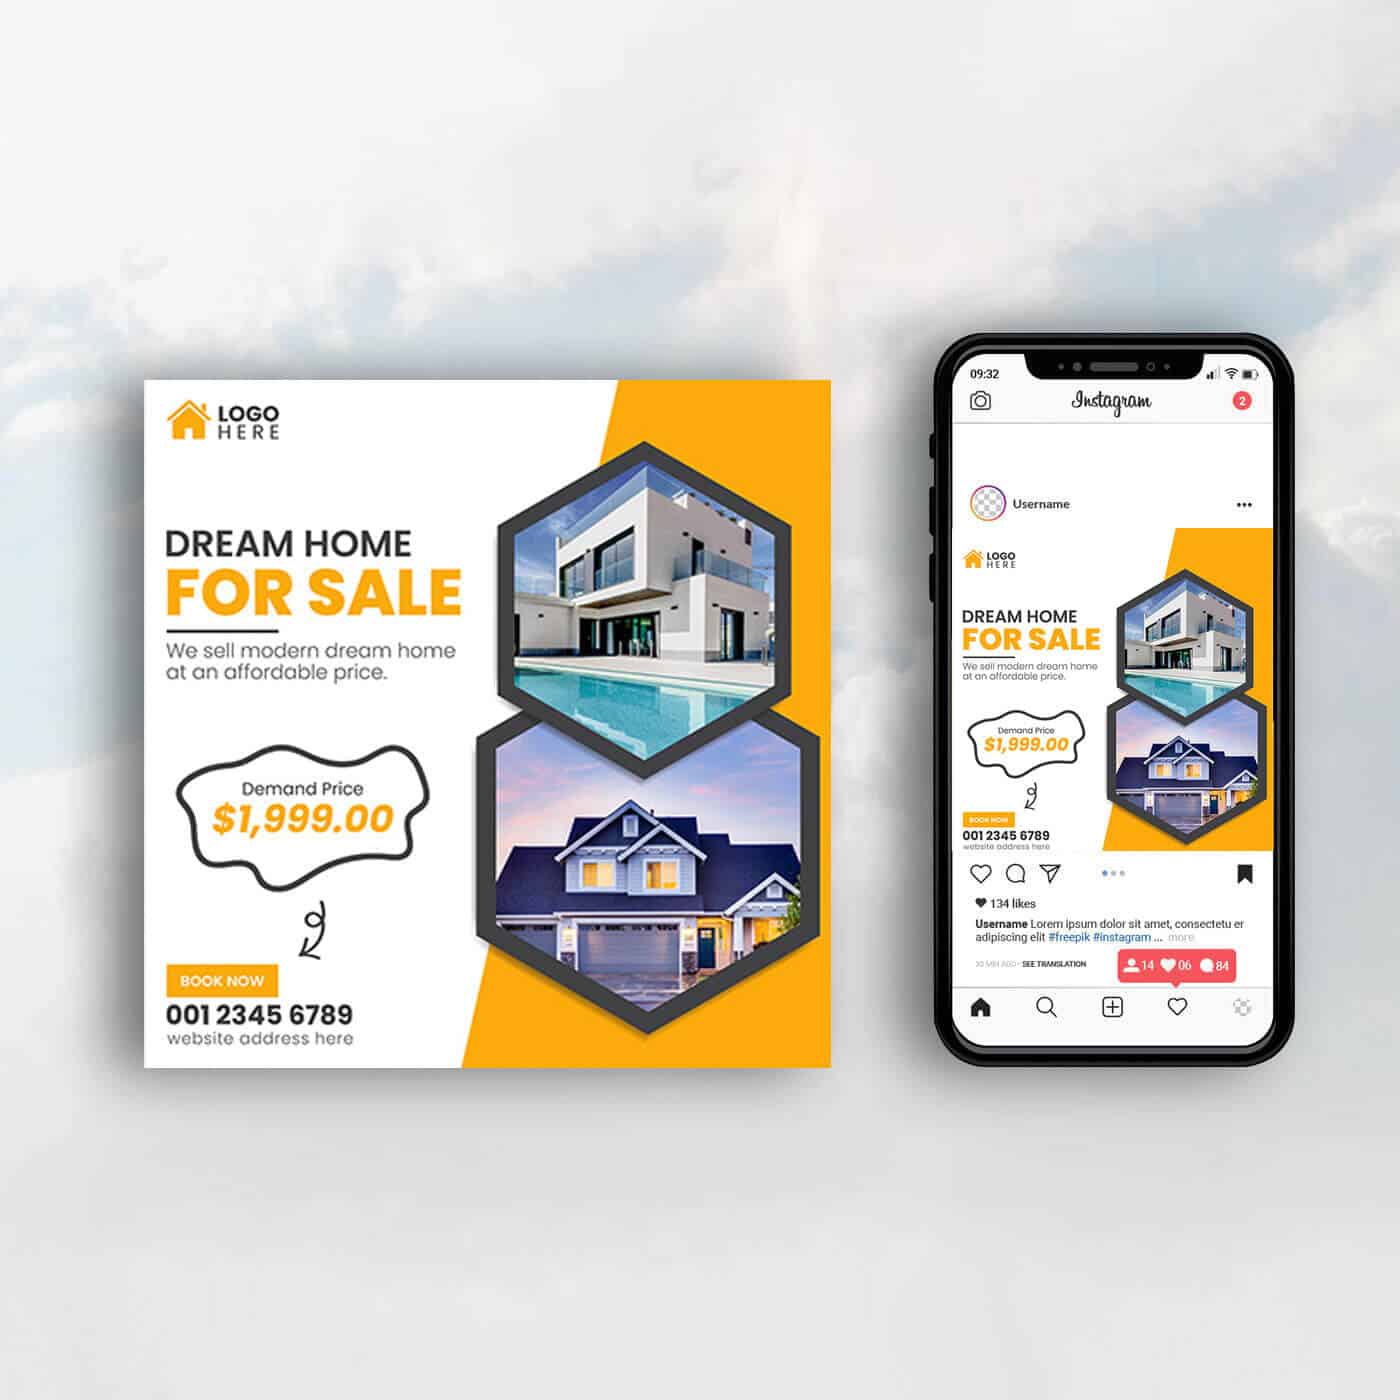 LOGO
HERE
DREAM HOME
FOR SALE
We sell modern dream home
at an affordable price.
Demand Price
$1,999.00
BOOK NOW
001 2345 6789
website address here
09:32
Instagram
2
Username
LOGO
HERE
DREAM HOME
FOR SALE
We sell modern dream home
at an affordable price.
Demand Price
$1,999.00
BOOK NOW
001 2345 6789
website address here
134 likes
Username Lorem ipsum dolor sit amet, consectetu er
adipiscing elit #freepik #instagram ... more
30 MIN AGO • SEE TRANSLATION
14 06 84